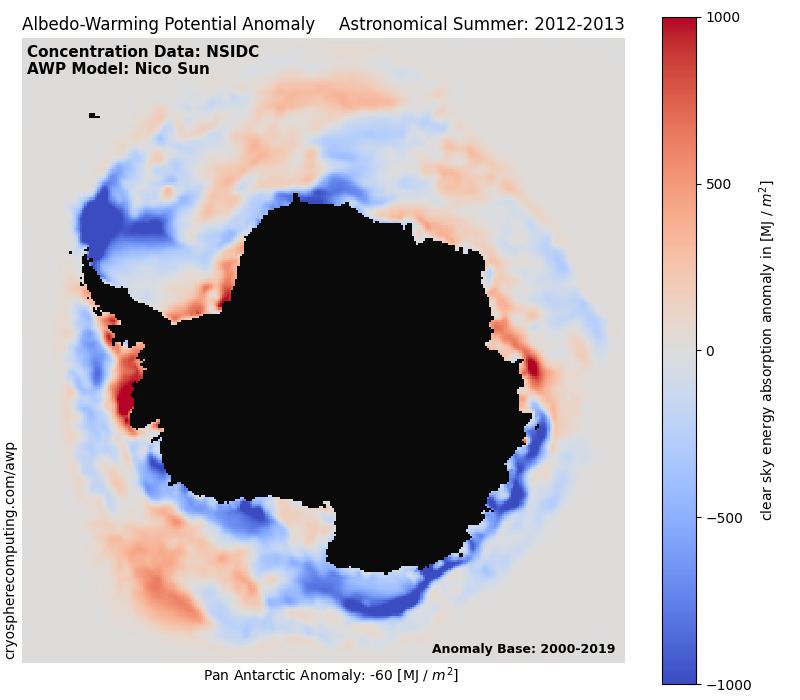 Albedo-Warming Potential Anomaly
Astronomical Summer: 2012-2013
Concentration Data: NSIDC
AWP Model: Nico Sun
cryospherecomputing.com/awp
Anomaly Base: 2000-2019
Pan Antarctic Anomaly: -60 [MJ / m²]
1000
500
0
−500
−1000
clear sky energy absorption anomaly in [MJ / m²]